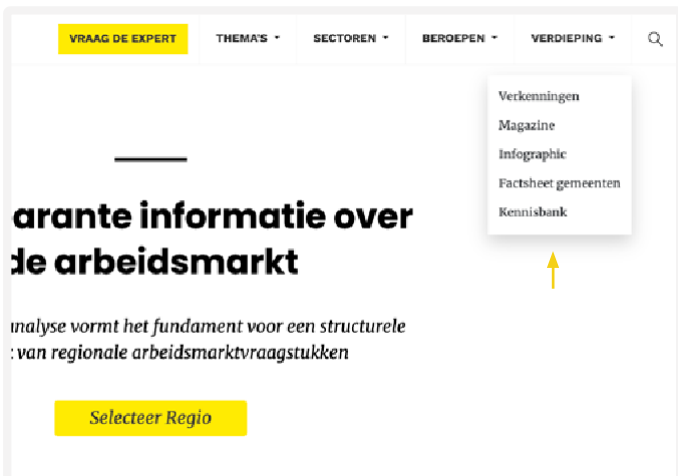 VRAAG DE EXPERT THEMA'S SECTOREN BEROEPEN VERDIEPING
Verkenningen
Magazine
Infographic
Factsheet gemeenten
Kennisbank
arante informatie over
de arbeidsmarkt
nalyse vormt het fundament voor een structurele
van regionale arbeidsmarktvraagstukken
Selecteer Regio